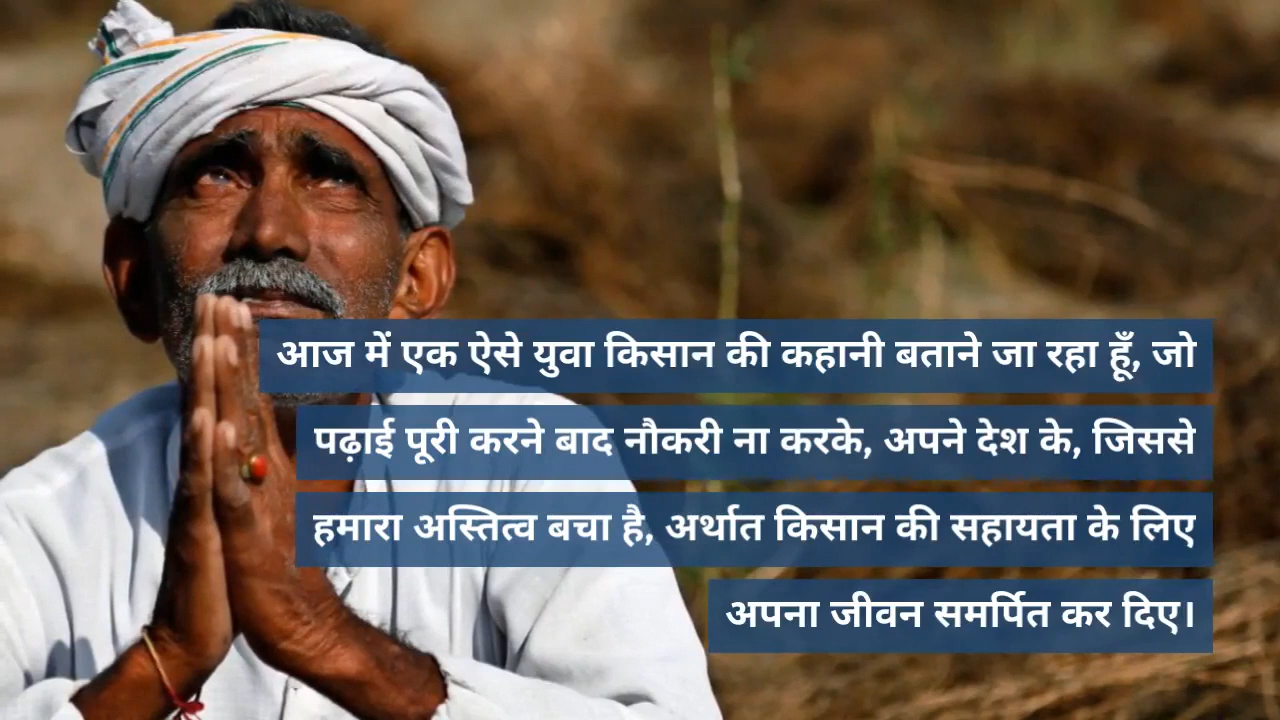 आज में एक ऐसे युवा किसान की कहानी बताने जा रहा हूँ, जो
पढ़ाई पूरी करने बाद नौकरी ना करके, अपने देश के, जिससे
हमारा अस्तित्व बचा है, अर्थात किसान की सहायता के लिए
अपना जीवन समर्पित कर दिए।